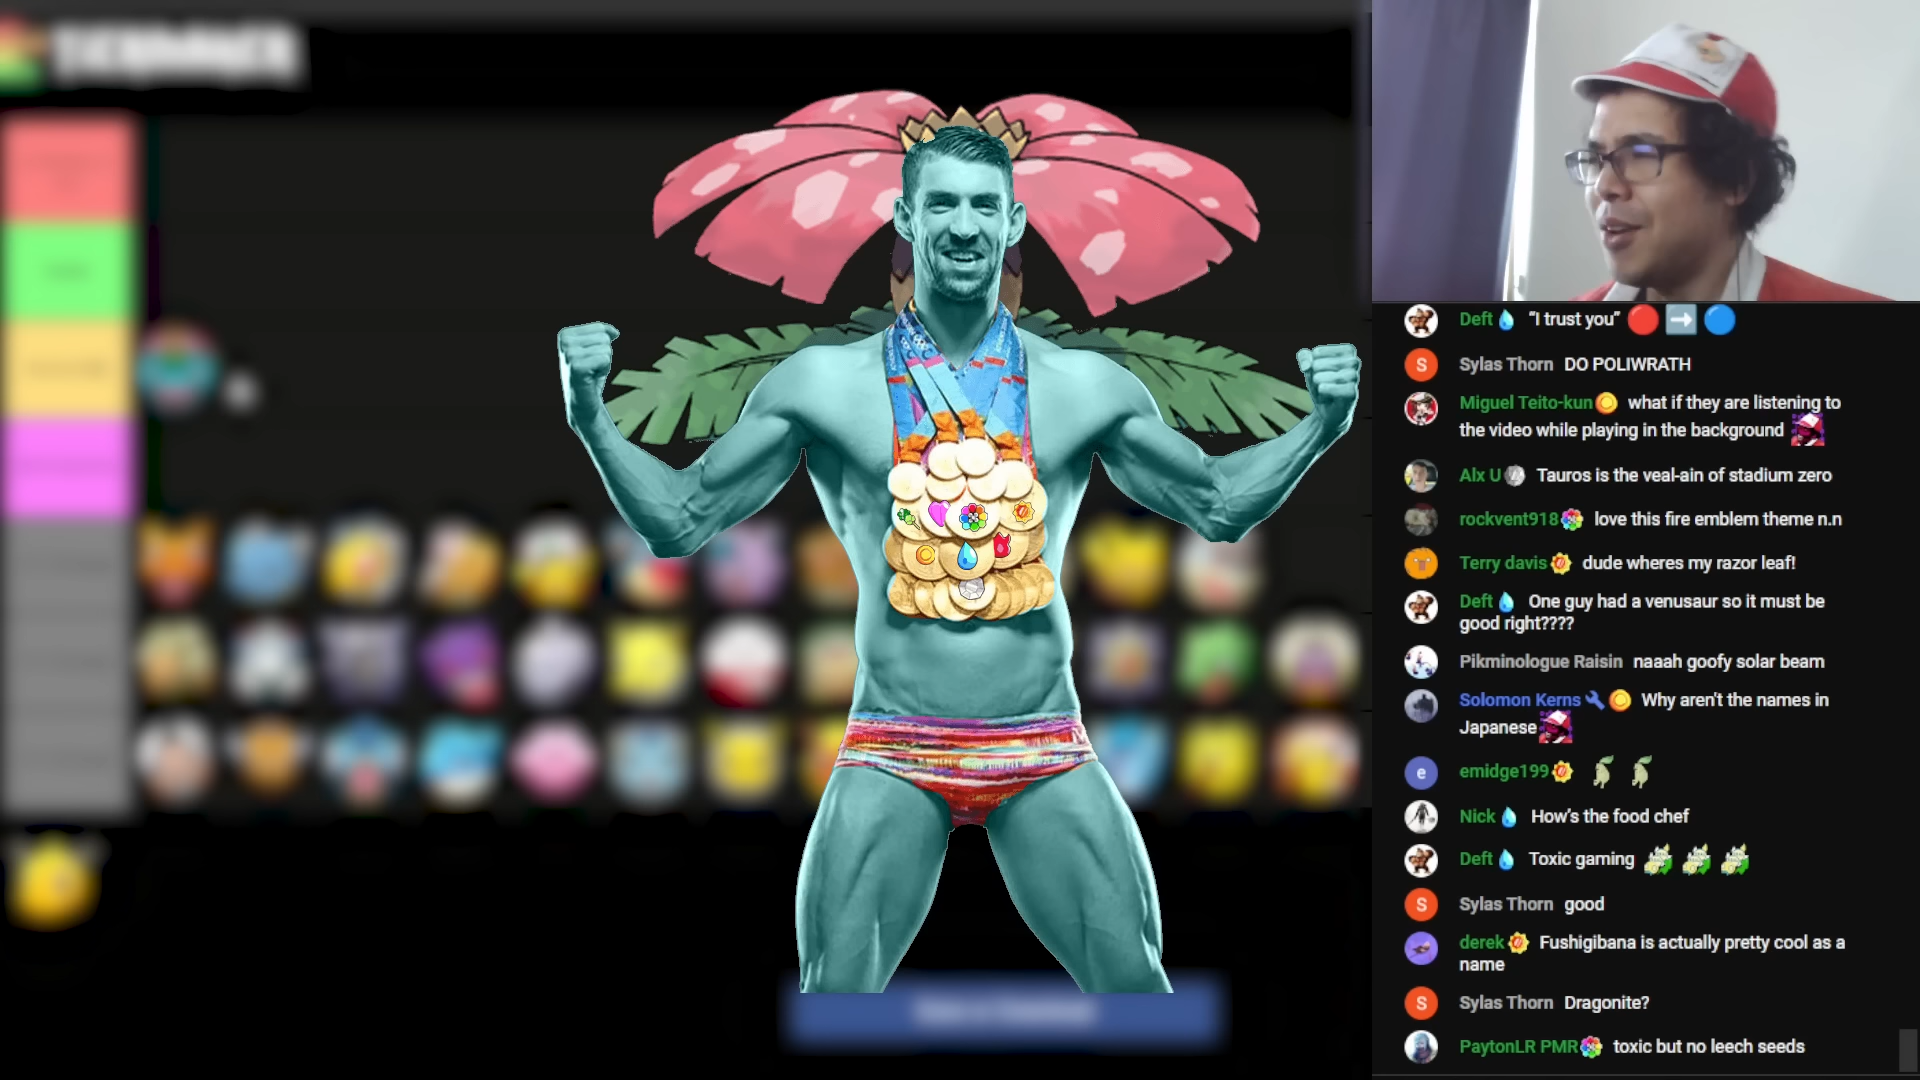 Deft "I trust you"
S Sylas Thorn DO POLIWRATH
Miguel Teito-kun what if they are listening to
the video while playing in the background
Alx U Tauros is the veal-ain of stadium zero
rockvent918 love this fire emblem theme n.n
Terry davis dude wheres my razor leaf!
Deft One guy had a venusaur so it must be
good right????
Pikminologue Raisin naaah goofy solar beam
Solomon Kerns Why aren't the names in
Japanese
e emidge199
Nick How's the food chef
Deft Toxic gaming
S Sylas Thorn good
derek Fushigibana is actually pretty cool as a
name
S Sylas Thorn Dragonite?
PaytonLR PMR toxic but no leech seeds